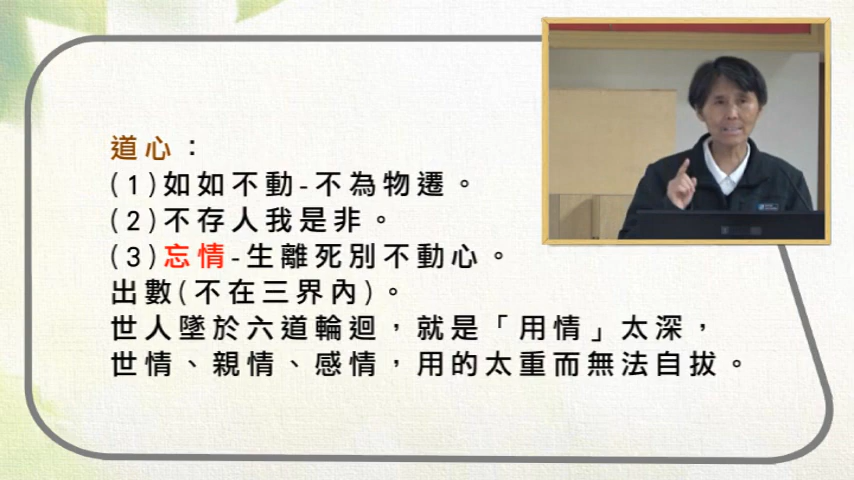 道心：
(1)如如不動-不為物遷。
(2)不存人我是非。
(3)忘情-生離死別不動心。
出數(不在三界內)。
世人墜於六道輪迴，就是「用情」太深，
世情、親情、感情，用的太重而無法自拔。